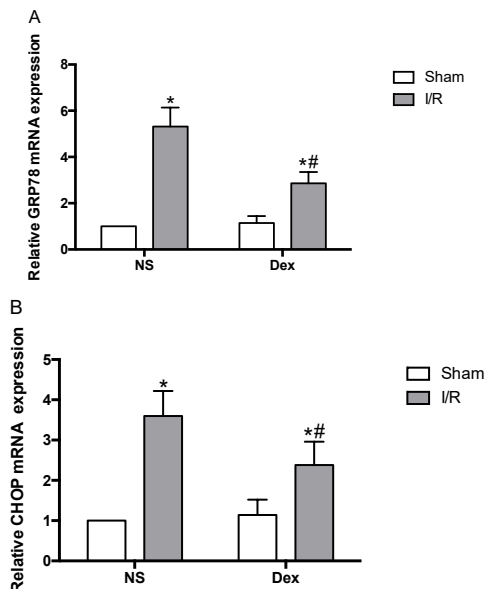 A
Relative GRP78 mRNA expression
8
6
4
2
0
*
*#
NS
Dex
Sham
I/R
B
Relative CHOP mRNA expression
5
4
3
2
1
0
*
*#
NS
Dex
Sham
I/R